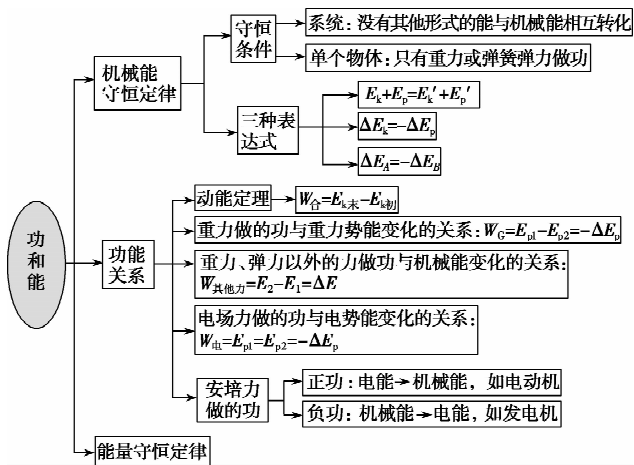 功
和
能
机械能
守恒定律
守恒
条件
系统：没有其他形式的能与机械能相互转化
单个物体：只有重力或弹簧弹力做功
三种表
达式
Ek+Ep=Ek′+Ep′
ΔEk=-ΔEp
ΔEA=-ΔEB
功能
关系
动能定理
W合=Ek末-Ek初
重力做的功与重力势能变化的关系：WG=Ep1-Ep2=-ΔEp
重力、弹力以外的力做功与机械能变化的关系：
W其他力=E2-E1=ΔE
电场力做的功与电势能变化的关系：
W电=Ep1=Ep2=-ΔEp
安培力
做的功
正功：电能→机械能，如电动机
负功：机械能→电能，如发电机
能量守恒定律